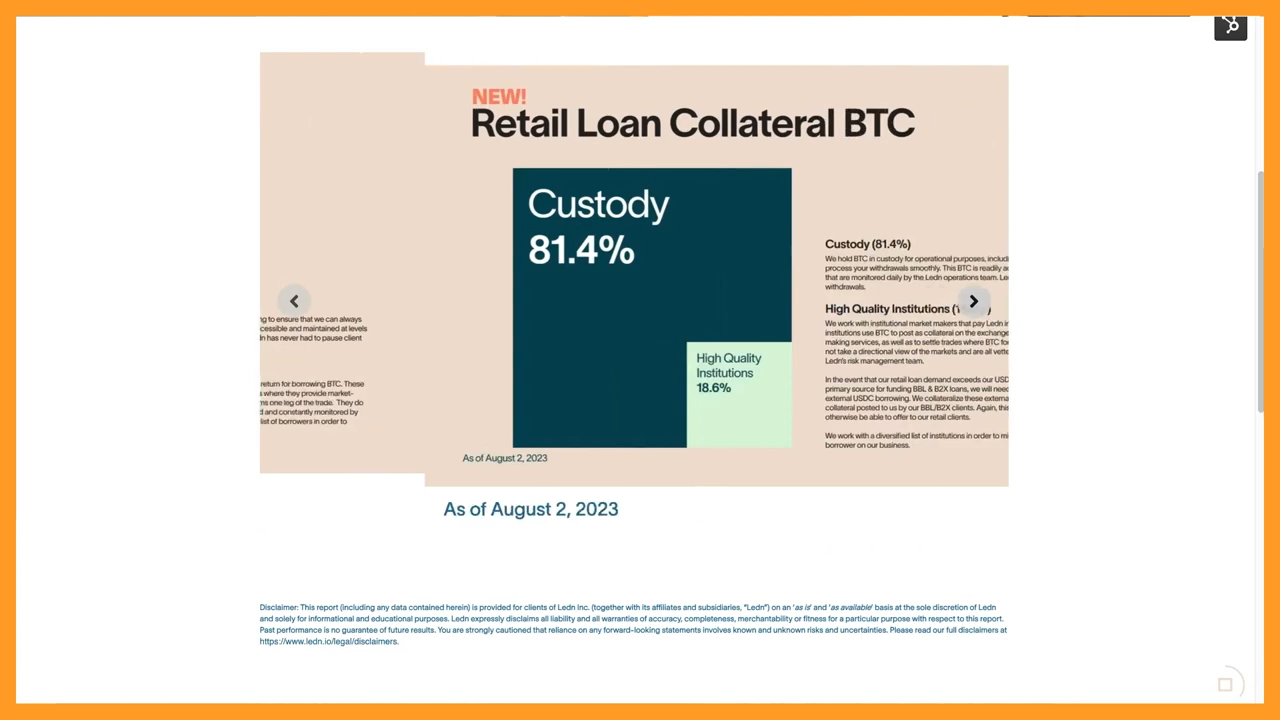 NEW!
Retail Loan Collateral BTC
Custody
81.4%
High Quality
Institutions
18.6%
As of August 2, 2023
Custody (81.4%)
We hold BTC in custody for operational purposes,
process your withdrawals smoothly. This BTC is readily
that are monitored daily by the Ledn operations team.
withdrawals.
High Quality Institutions
We work with institutional market makers that pay Ledn
institutions use BTC to post as collateral on the exchange
making services, as well as to settle trades where BTC
not take a directional view of the markets and are all
Ledn's risk management team.
In the event that our retail loan demand exceeds our
primary source for funding BBL & B2X loans, we will need
external USDC borrowing. We collateralize these
collateral posted to us by our BBL/B2X clients. Again,
otherwise be able to offer to our retail clients.
We work with a diversified list of institutions in order to
borrower on our business.
ng to ensure that we can always
cessible and maintained at levels
n has never had to pause client
return for borrowing BTC. These
where they provide market-
ms one leg of the trade. They do
d and constantly monitored by
list of borrowers in order to
As of August 2, 2023
Disclaimer: This report (including any data contained herein) is provided for clients of Ledn Inc. (together with its affiliates and subsidiaries, “Ledn”) on an 'as is' and 'as available' basis at the sole discretion of Ledn
and solely for informational and educational purposes. Ledn expressly disclaims all liability and all warranties of accuracy, completeness, merchantability or fitness for a particular purpose with respect to this report.
Past performance is no guarantee of future results. You are strongly cautioned that reliance on any forward-looking statements involves known and unknown risks and uncertainties. Please read our full disclaimers at
https://www.ledn.io/legal/disclaimers.